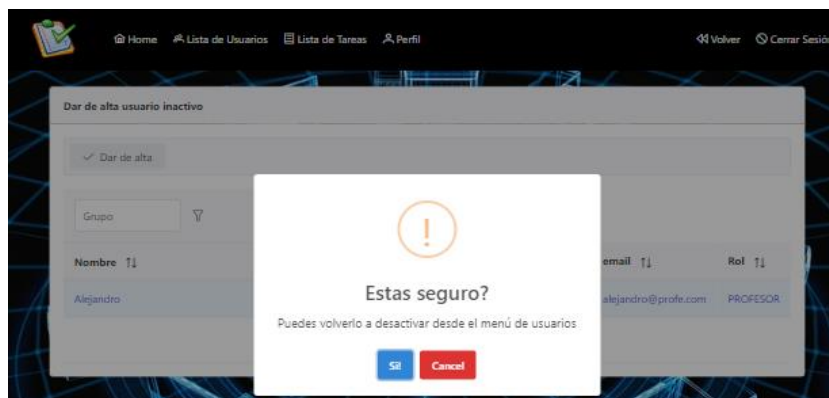 Home Lista de Usuarios Lista de Tareas Perfil Volver Cerrar Sesión
Dar de alta usuario inactivo
Dar de alta
Grupo
Nombre email Rol
Alejandro alejandro@profe.com PROFESOR
Estas seguro?
Puedes volverlo a desactivar desde el menú de usuarios
Si! Cancel